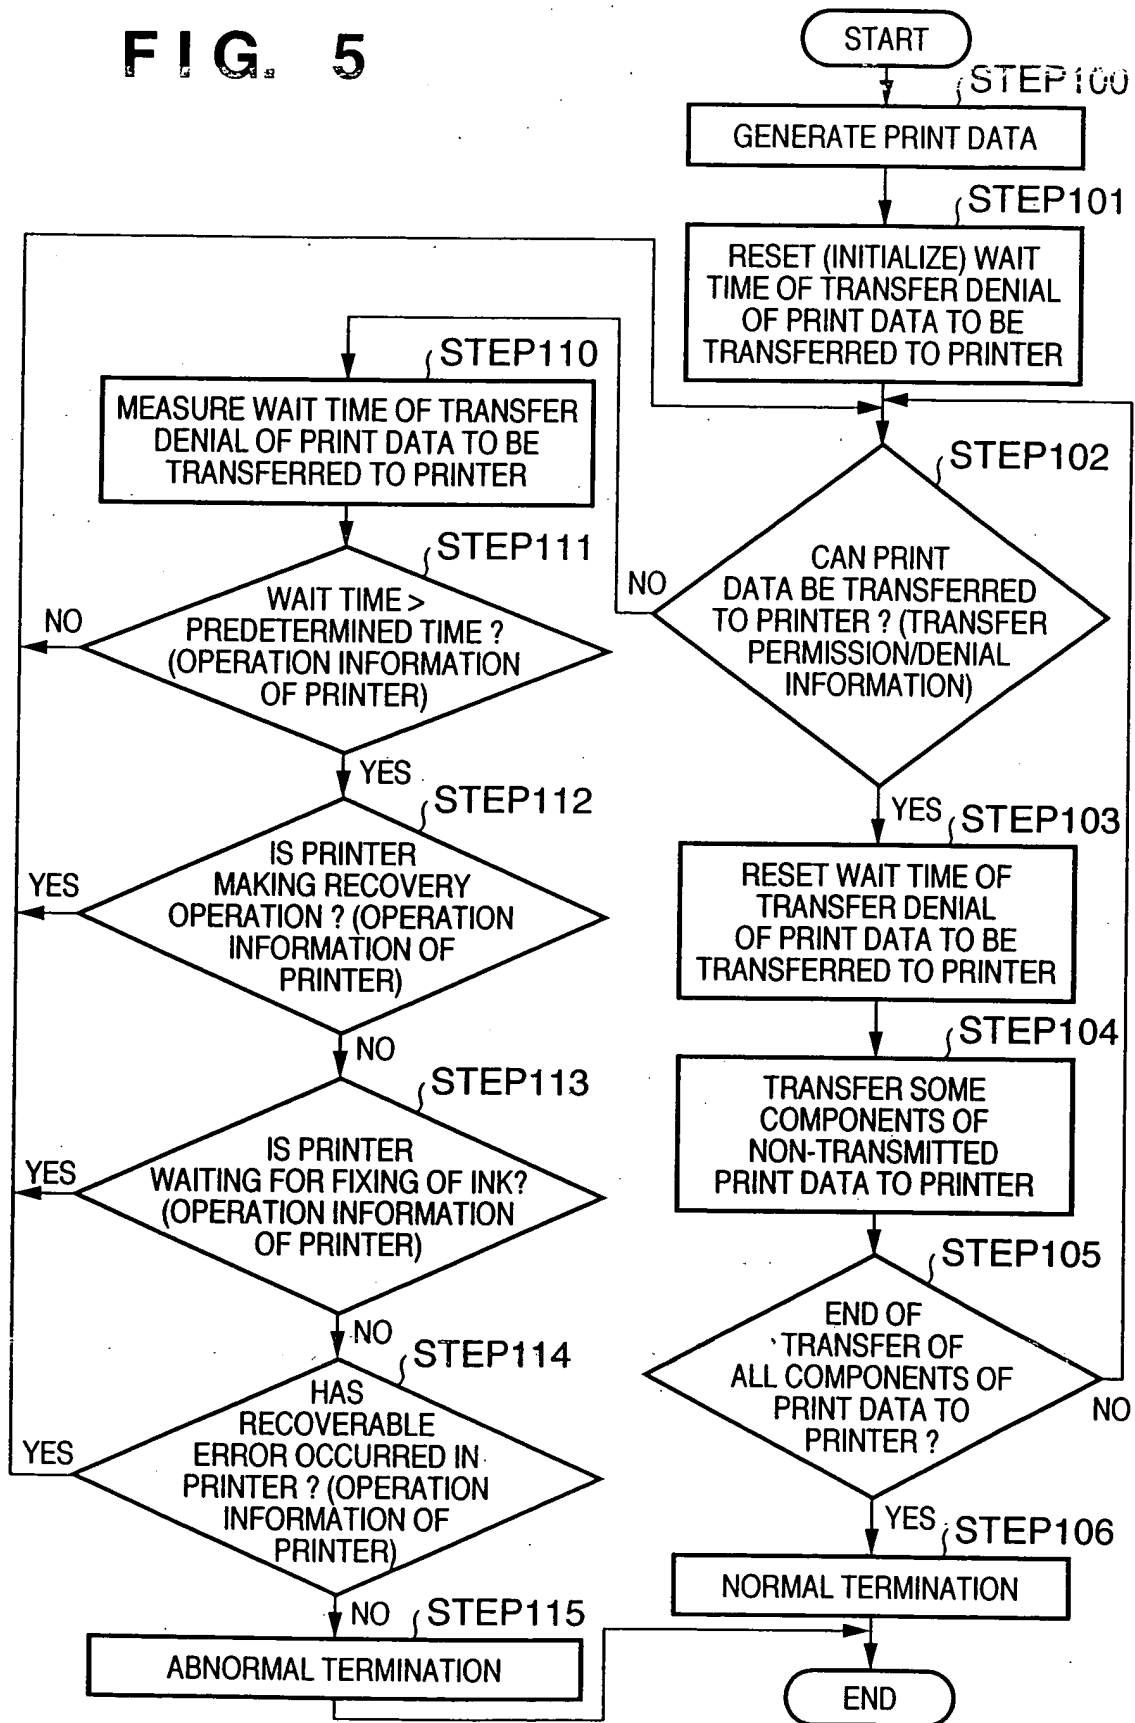 FIG. 5
START
STEP100
GENERATE PRINT DATA
STEP101
RESET (INITIALIZE) WAIT
TIME OF TRANSFER DENIAL
OF PRINT DATA TO BE
TRANSFERRED TO PRINTER
STEP102
CAN PRINT
DATA BE TRANSFERRED
TO PRINTER ? (TRANSFER
PERMISSION/DENIAL
INFORMATION)
NO
YES
STEP103
RESET WAIT TIME OF
TRANSFER DENIAL
OF PRINT DATA TO BE
TRANSFERRED TO PRINTER
STEP104
TRANSFER SOME
COMPONENTS OF
NON-TRANSMITTED
PRINT DATA TO PRINTER
STEP105
END OF
TRANSFER OF
ALL COMPONENTS OF
PRINT DATA TO
PRINTER ?
NO
YES
STEP106
NORMAL TERMINATION
END
STEP110
MEASURE WAIT TIME OF TRANSFER
DENIAL OF PRINT DATA TO BE
TRANSFERRED TO PRINTER
STEP111
WAIT TIME >
PREDETERMINED TIME ?
(OPERATION INFORMATION
OF PRINTER)
NO
YES
STEP112
IS PRINTER
MAKING RECOVERY
OPERATION ? (OPERATION
INFORMATION OF
PRINTER)
YES
NO
STEP113
IS PRINTER
WAITING FOR FIXING OF INK?
(OPERATION INFORMATION
OF PRINTER)
YES
NO
STEP114
HAS
RECOVERABLE
ERROR OCCURRED IN
PRINTER ? (OPERATION
INFORMATION OF
PRINTER)
YES
NO
STEP115
ABNORMAL TERMINATION